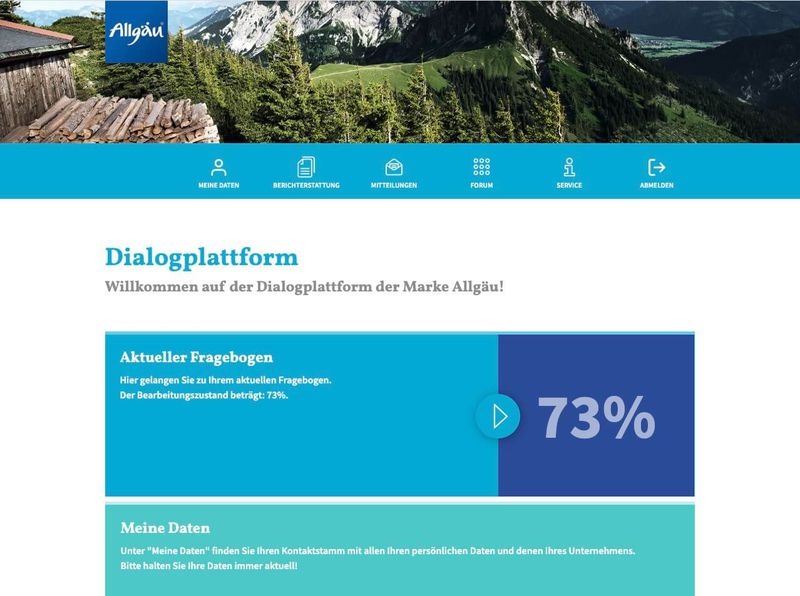 Allgäu
MEINE DATEN
BERICHTERSTATTUNG
MITTEILUNGEN
FORUM
SERVICE
ABMELDEN
Dialogplattform
Willkommen auf der Dialogplattform der Marke Allgäu!
Aktueller Fragebogen
Hier gelangen Sie zu Ihrem aktuellen Fragebogen.
Der Bearbeitungszustand beträgt: 73%.
73%
Meine Daten
Unter "Meine Daten" finden Sie Ihren Kontaktstamm mit allen Ihren persönlichen Daten und denen Ihres Unternehmens.
Bitte halten Sie Ihre Daten immer aktuell!